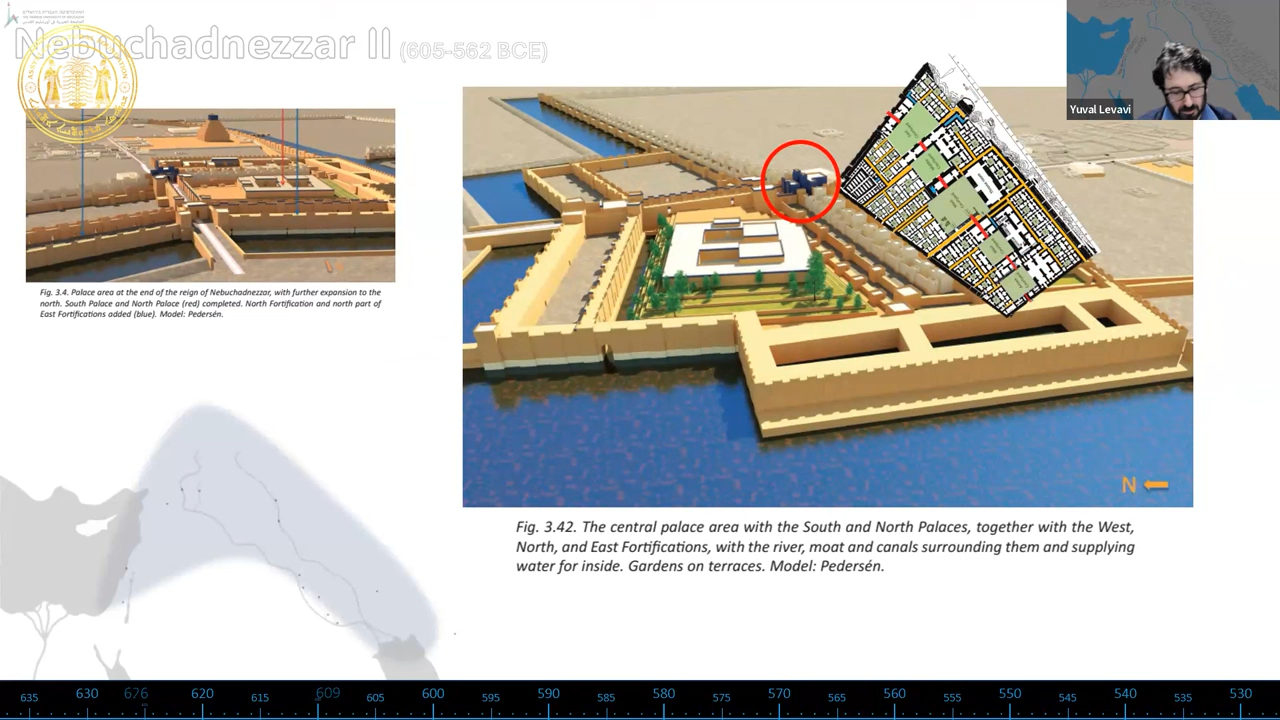 Nebuchadnezzar II (605-562 BCE)
Yuval Levavi
Fig. 3.4. Palace area at the end of the reign of Nebuchadnezzar, with further expansion to the
north. South Palace and North Palace (red) completed. North Fortification and north part of
East Fortifications added (blue). Model: Pedersén.
N
Fig. 3.42. The central palace area with the South and North Palaces, together with the West,
North, and East Fortifications, with the river, moat and canals surrounding them and supplying
water for inside. Gardens on terraces. Model: Pedersén.
635 630 626 620 615 609 605 600 595 590 585 580 575 570 565 560 555 550 545 540 535 530